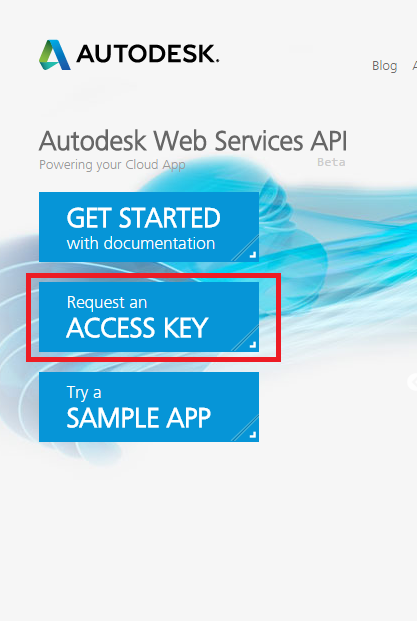 AUTODESK.
Blog
Autodesk Web Services API
Powering your Cloud App
Beta
GET STARTED
with documentation
Request an
ACCESS KEY
Try a
SAMPLE APP